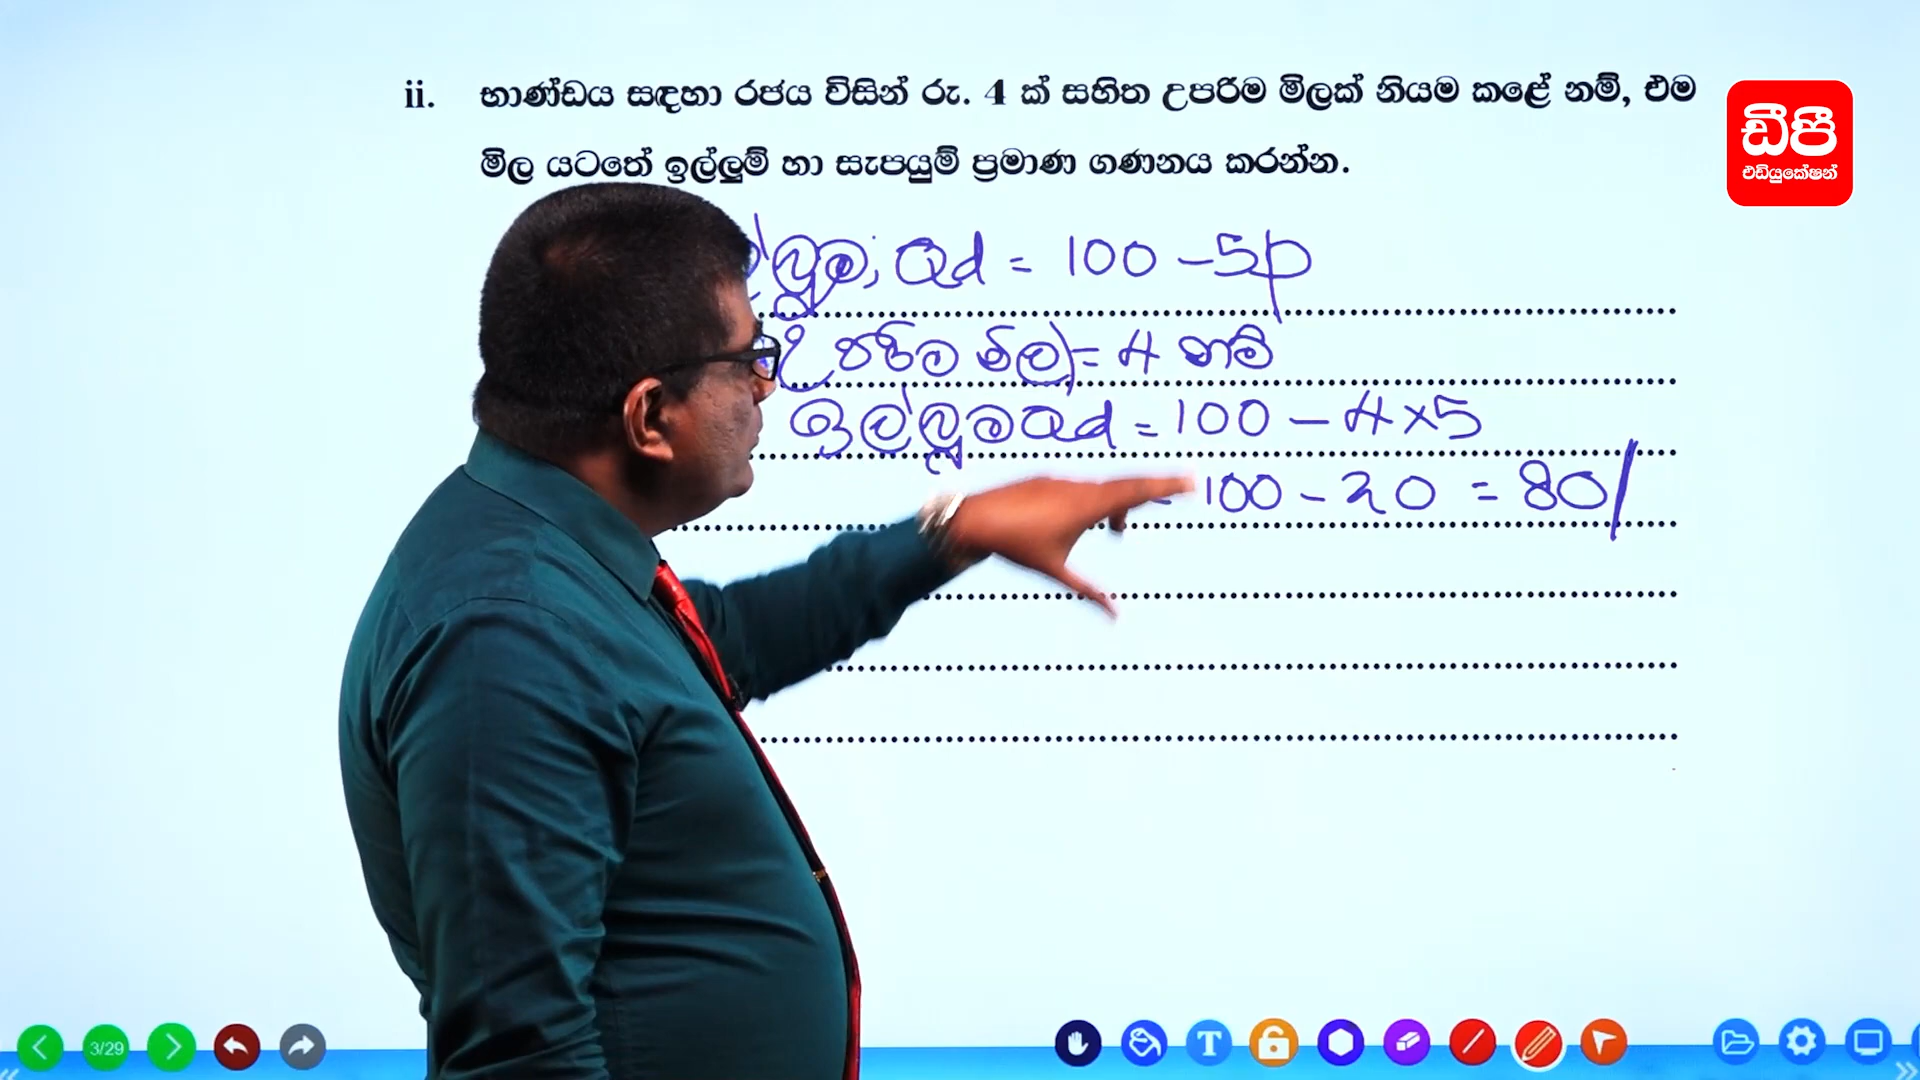 ii. භාණ්ඩය සඳහා රජය විසින් රු. 4 ක් සහිත උපරිම මිලක් නියම කළේ නම්, එම
මිල යටතේ ඉල්ලුම් හා සැපයුම් ප්‍රමාණ ගණනය කරන්න.
ඩීපී
එඩියුකේෂන්
Qd = 100 - 5p
උපරිම මිල = 4 නම්
ඉල්ලුම Qd = 100 - 4×5
= 100 - 20 = 80/
3/29
T